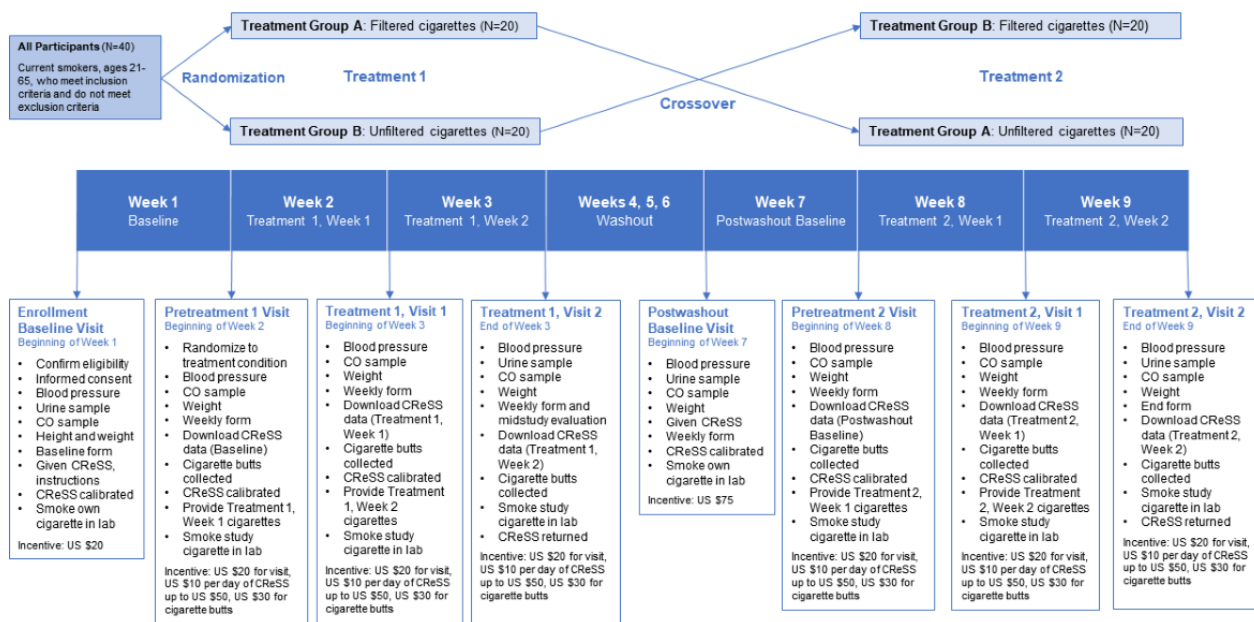 All Participants (N=40)
Current smokers, ages 21-
65, who meet inclusion
criteria and do not meet
exclusion criteria
Randomization
Treatment Group A: Filtered cigarettes (N=20)
Treatment 1
Treatment Group B: Unfiltered cigarettes (N=20)
Crossover
Treatment Group B: Filtered cigarettes (N=20)
Treatment 2
Treatment Group A: Unfiltered cigarettes (N=20)
Week 1
Baseline
Week 2
Treatment 1, Week 1
Week 3
Treatment 1, Week 2
Weeks 4, 5, 6
Washout
Week 7
Postwashout Baseline
Week 8
Treatment 2, Week 1
Week 9
Treatment 2, Week 2
Enrollment
Baseline Visit
Beginning of Week 1
• Confirm eligibility
• Informed consent
• Blood pressure
• Urine sample
• CO sample
• Height and weight
• Baseline form
• Given CReSS,
instructions
• CReSS calibrated
• Smoke own
cigarette in lab
Incentive: US $20
Pretreatment 1 Visit
Beginning of Week 2
• Randomize to
treatment condition
• Blood pressure
• CO sample
• Weight
• Weekly form
• Download CReSS
data (Baseline)
• Cigarette butts
collected
• CReSS calibrated
• Provide Treatment 1,
Week 1 cigarettes
• Smoke study
cigarette in lab
Incentive: US $20 for visit,
US $10 per day of CReSS
up to US $50, US $30 for
cigarette butts
Treatment 1, Visit 1
Beginning of Week 3
• Blood pressure
• CO sample
• Weight
• Weekly form
• Download CReSS
data (Treatment 1,
Week 1)
• Cigarette butts
collected
• CReSS calibrated
• Provide Treatment
1, Week 2
cigarettes
• Smoke study
cigarette in lab
Incentive: US $20 for visit,
US $10 per day of CReSS
up to US $50, US $30 for
cigarette butts
Treatment 1, Visit 2
End of Week 3
• Blood pressure
• Urine sample
• CO sample
• Weight
• Weekly form and
midstudy evaluation
• Download CReSS
data (Treatment 1,
Week 2)
• Cigarette butts
collected
• Smoke study
cigarette in lab
• CReSS returned
Incentive: US $20 for visit,
US $10 per day of CReSS
up to US $50, US $30 for
cigarette butts
Postwashout
Baseline Visit
Beginning of Week 7
• Blood pressure
• Urine sample
• CO sample
• Weight
• Given CReSS
• Weekly form
• CReSS calibrated
• Smoke own
cigarette in lab
Incentive: US $75
Pretreatment 2 Visit
Beginning of Week 8
• Blood pressure
• CO sample
• Weight
• Weekly form
• Download CReSS
data (Postwashout
Baseline)
• Cigarette butts
collected
• CReSS calibrated
• Provide Treatment 2,
Week 1 cigarettes
• Smoke study
cigarette in lab
Incentive: US $20 for visit,
US $10 per day of CReSS
up to US $50, US $30 for
cigarette butts
Treatment 2, Visit 1
Beginning of Week 9
• Blood pressure
• CO sample
• Weight
• Weekly form
• Download CReSS
data (Treatment 2,
Week 1)
• Cigarette butts
collected
• CReSS calibrated
• Provide Treatment
2, Week 2 cigarettes
• Smoke study
cigarette in lab
Incentive: US $20 for visit,
US $10 per day of CReSS
up to US $50, US $30 for
cigarette butts
Treatment 2, Visit 2
End of Week 9
• Blood pressure
• Urine sample
• CO sample
• Weight
• End form
• Download CReSS
data (Treatment 2,
Week 2)
• Cigarette butts
collected
• Smoke study
cigarette in lab
• CReSS returned
Incentive: US $20 for visit,
US $10 per day of CReSS
up to US $50, US $30 for
cigarette butts